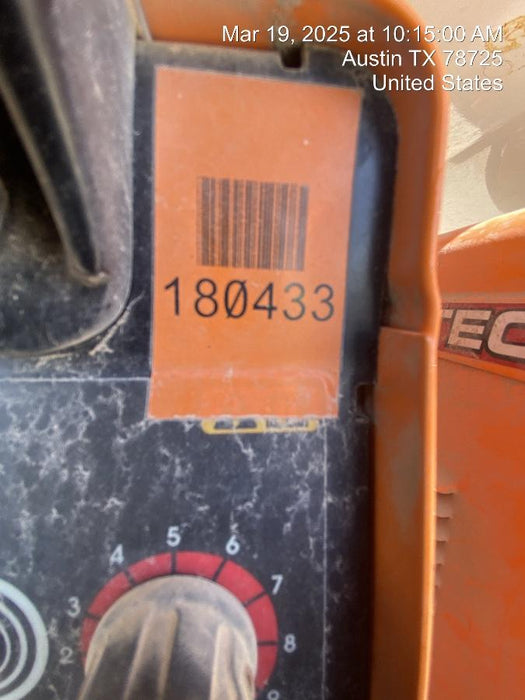 Mar 19, 2025 at 10:15:00 AM
Austin TX 78725
United States
180433
TEC
5
4 6
3 7
2 8
9